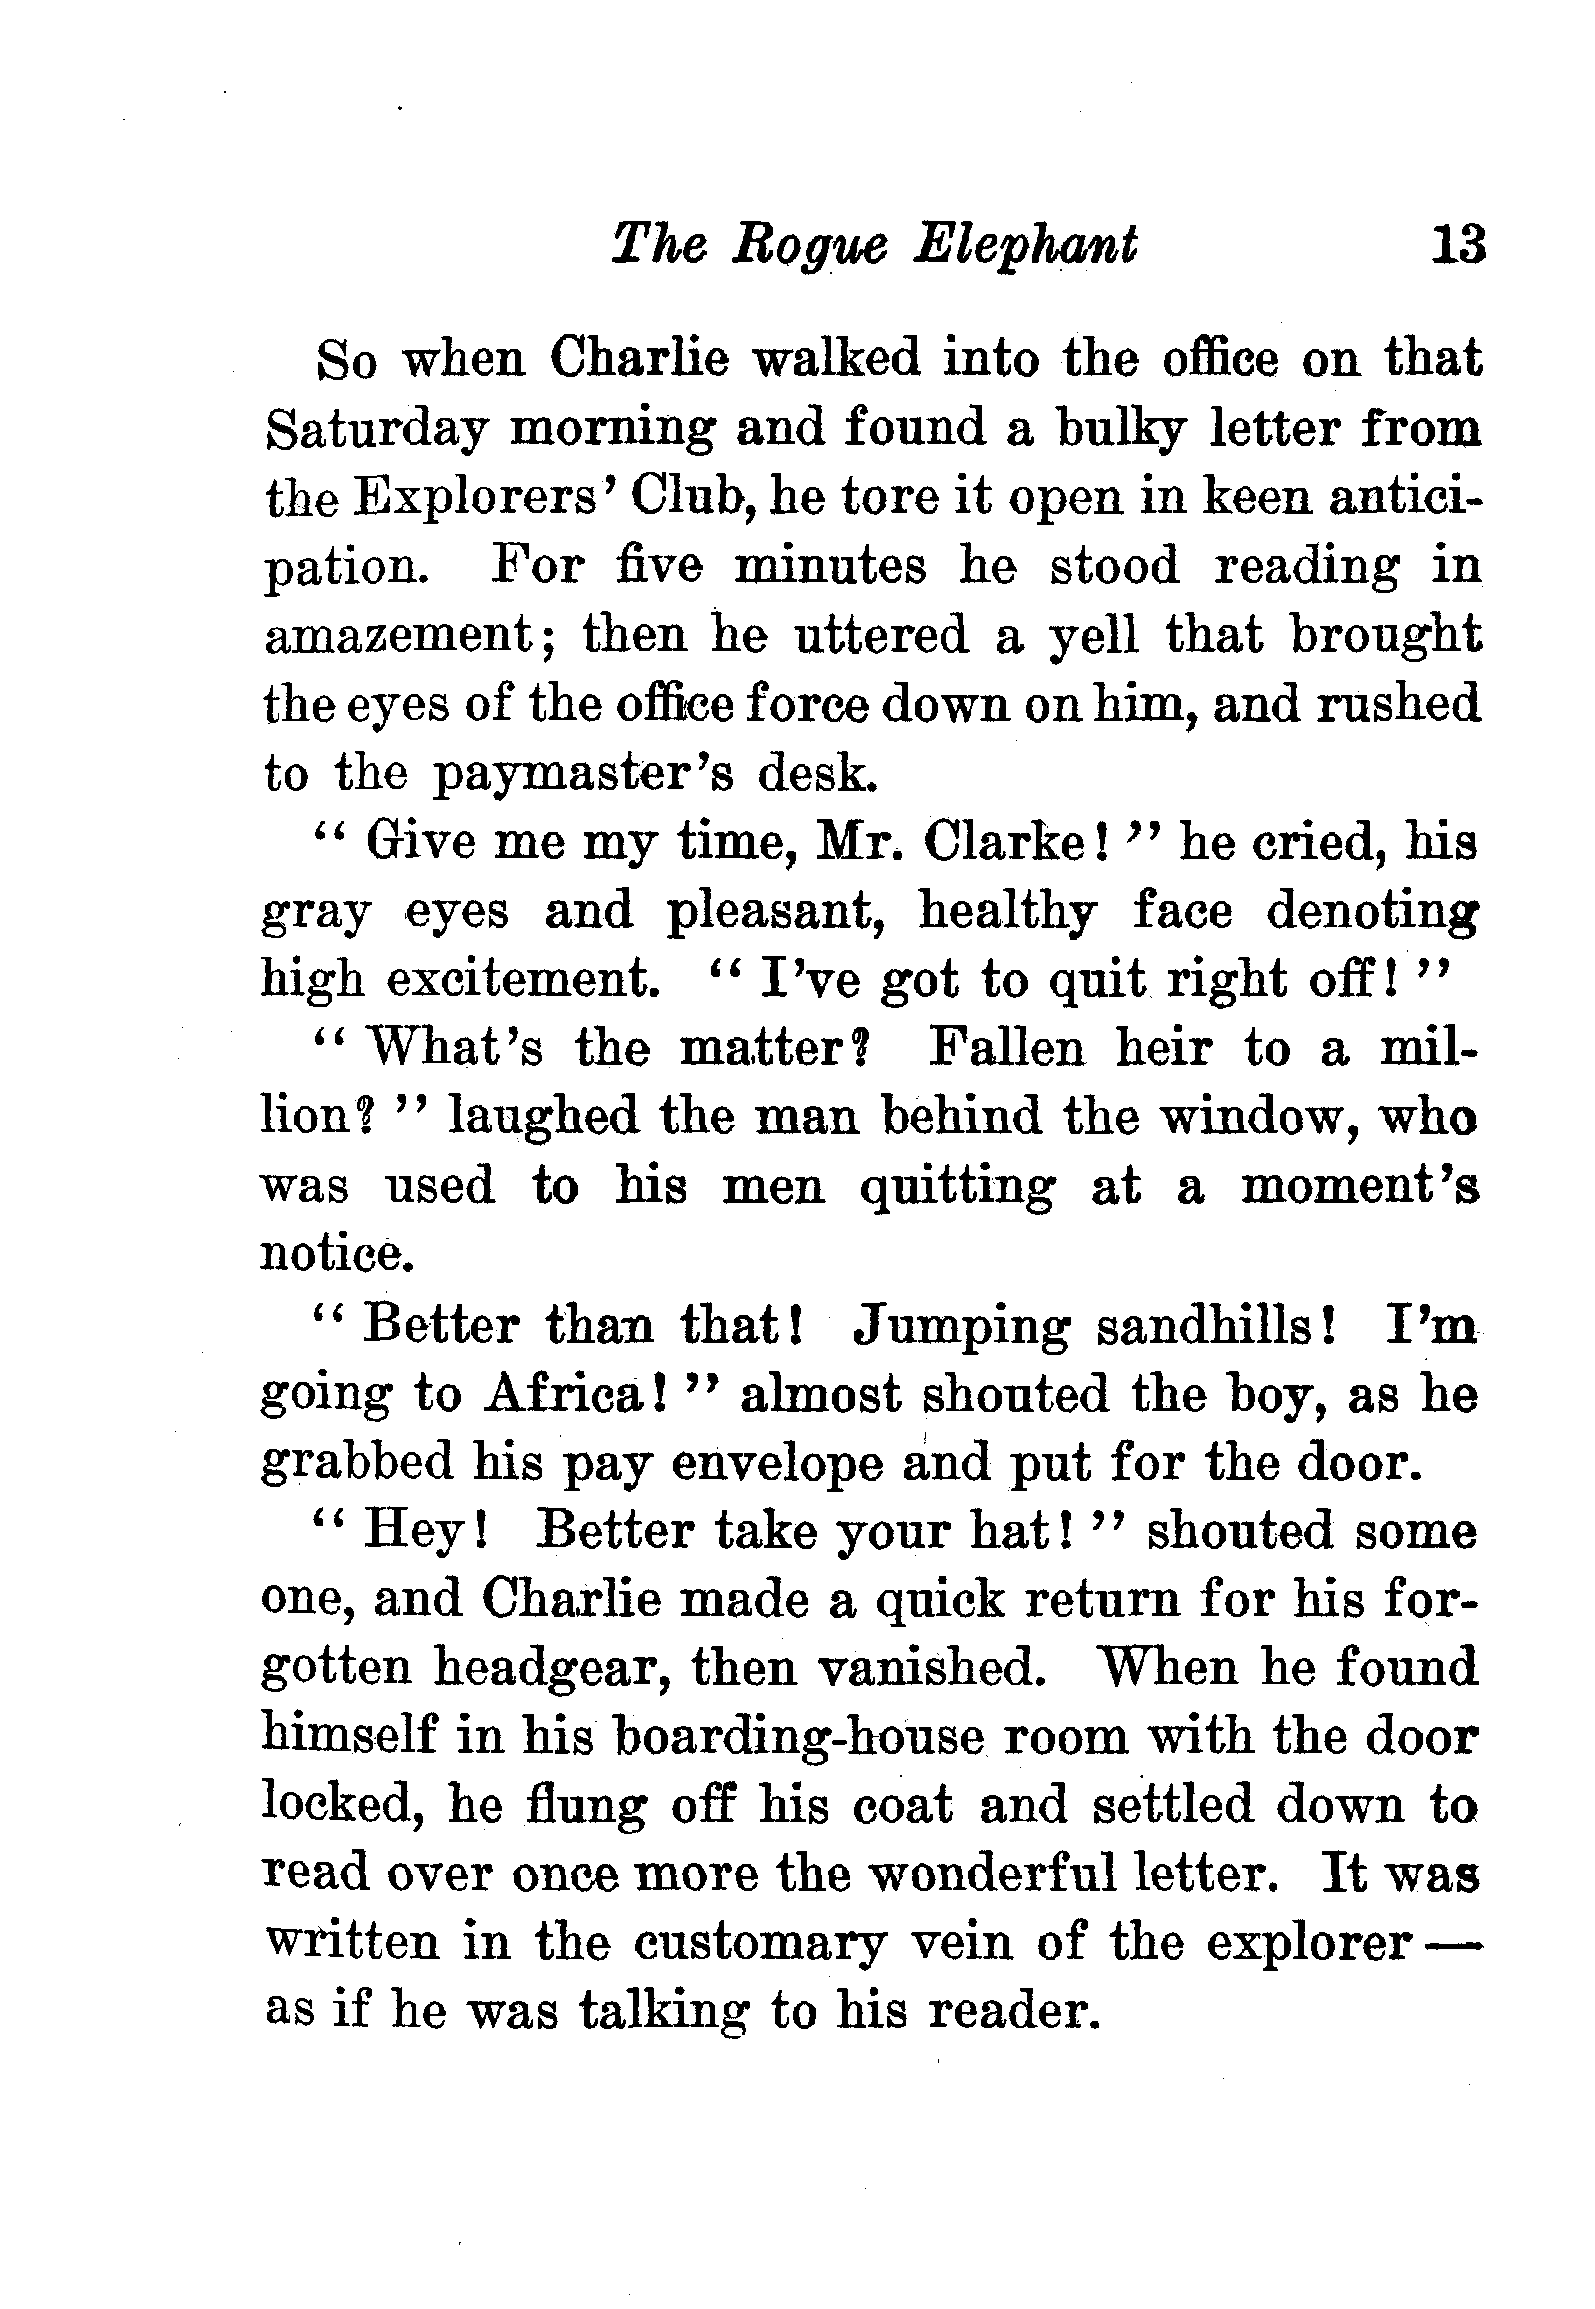 The Rogue Elephant 13
So when Charlie walked into the office on that
Saturday morning and found a bulky letter from
the Explorers' Club, he tore it open in keen antici-
pation. For five minutes he stood reading in
amazement; then he uttered a yell that brought
the eyes of the office force down on him, and rushed
to the paymaster's desk.
“ Give me my time, Mr. Clarke! ” he cried, his
gray eyes and pleasant, healthy face denoting
high excitement. “ I've got to quit right off! ”
“ What's the matter? Fallen heir to a mil-
lion? ” laughed the man behind the window, who
was used to his men quitting at a moment's
notice.
“ Better than that! Jumping sandhills! I'm
going to Africa! ” almost shouted the boy, as he
grabbed his pay envelope and put for the door.
“ Hey! Better take your hat! ” shouted some
one, and Charlie made a quick return for his for-
gotten headgear, then vanished. When he found
himself in his boarding-house room with the door
locked, he flung off his coat and settled down to
read over once more the wonderful letter. It was
written in the customary vein of the explorer —
as if he was talking to his reader.